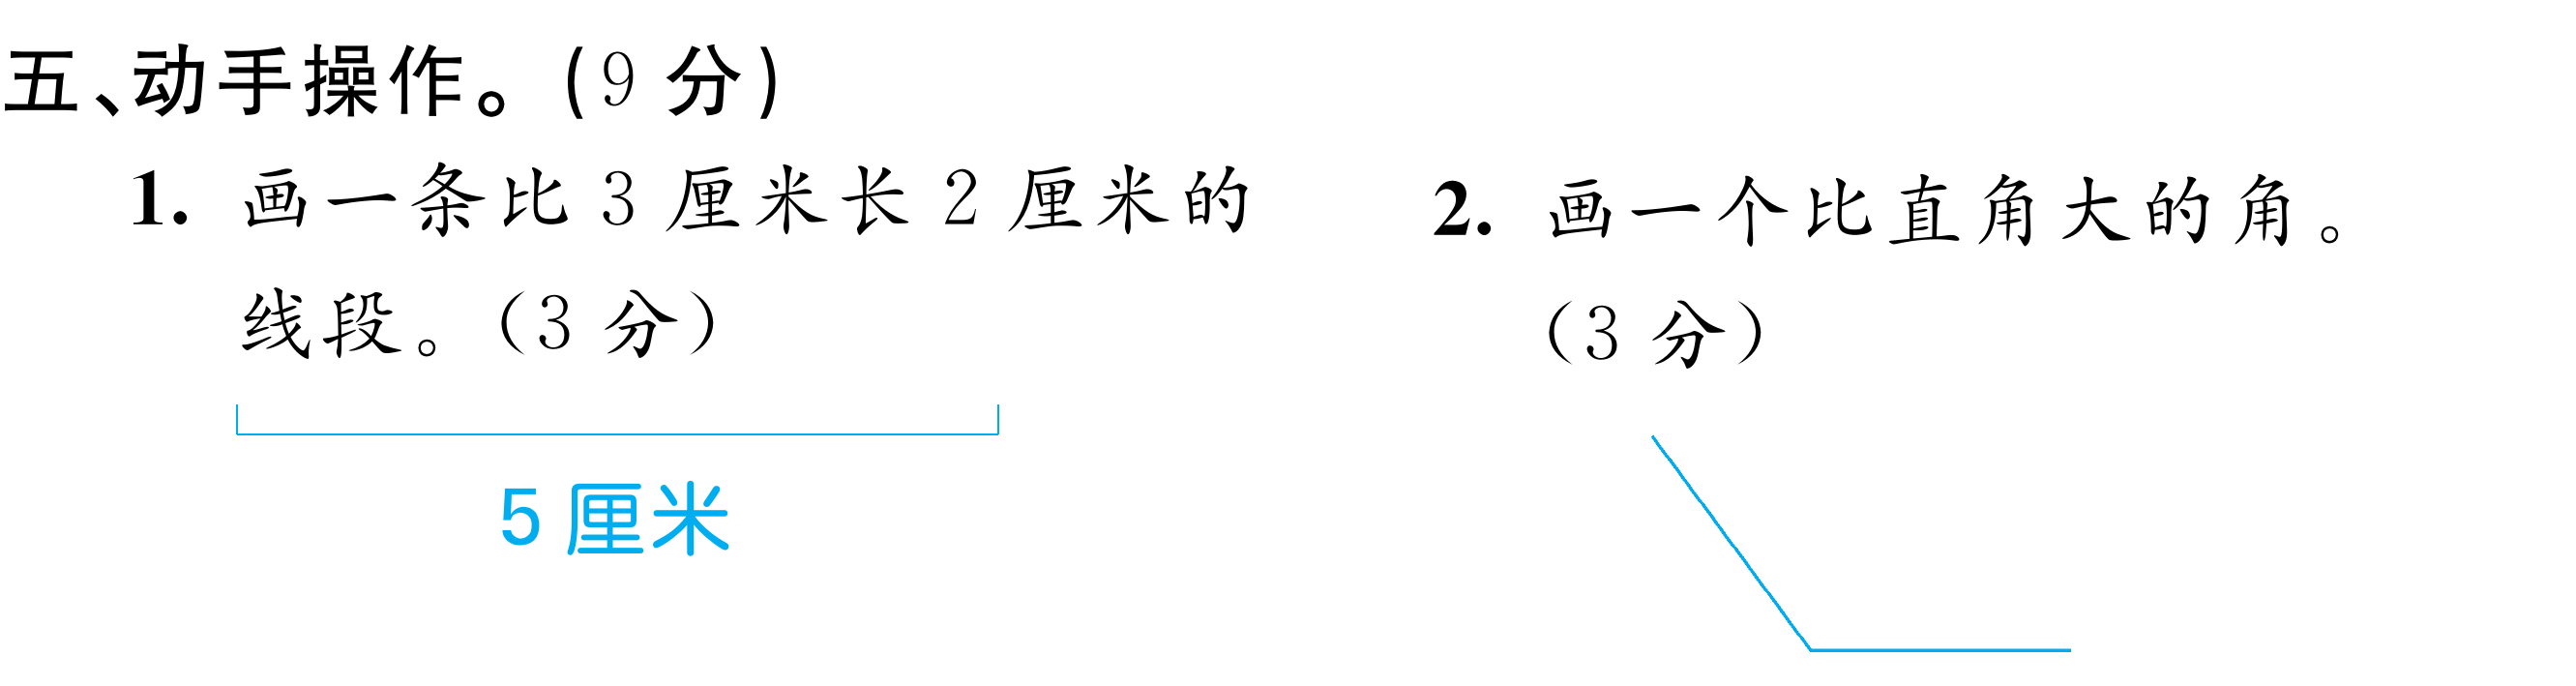 五、动手操作。(9 分)
1. 画一条比 3 厘米长 2 厘米的
线段。(3 分)
5 厘米
2. 画一个比直角大的角。
(3 分)